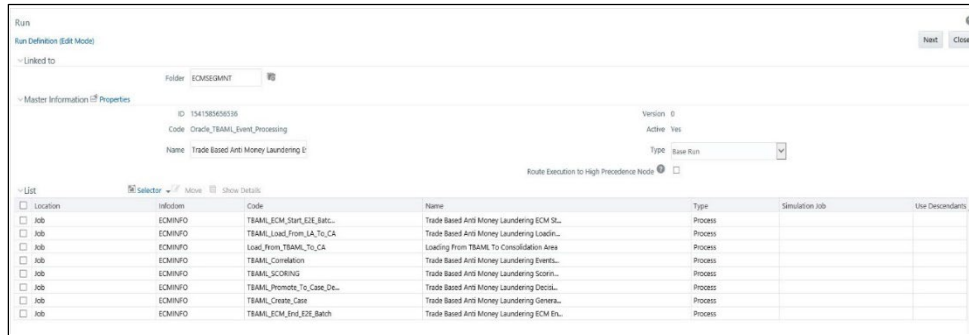 Run
Run Definition (Edit Mode)
Next Close
Linked to
Folder ECMSEGMNT
Master Information Properties
ID 1541585658536 Version 0
Code Oracle_TBAML_Event_Processing Active Yes
Name Trade Based Anti Money Laundering E Type Base Run
Route Execution to High Precedence Node
List Selector Move Show Details
Location Infodom Code Name Type Simulation Job Use Descendants
Job ECMINFO TBAML_ECM_Start_E2E_Batc... Trade Based Anti Money Laundering ECM St... Process
Job ECMINFO TBAML_Load_From_LA_To_CA Trade Based Anti Money Laundering Loadin... Process
Job ECMINFO Load_From_TBAML_To_CA Loading From TBAML To Consolidation Area Process
Job ECMINFO TBAML_Correlation Trade Based Anti Money Laundering Events... Process
Job ECMINFO TBAML_SCORING Trade Based Anti Money Laundering Scorin... Process
Job ECMINFO TBAML_Promote_To_Case_De... Trade Based Anti Money Laundering Decisi... Process
Job ECMINFO TBAML_Create_Case Trade Based Anti Money Laundering Genera... Process
Job ECMINFO TBAML_ECM_End_E2E_Batch Trade Based Anti Money Laundering ECM En... Process